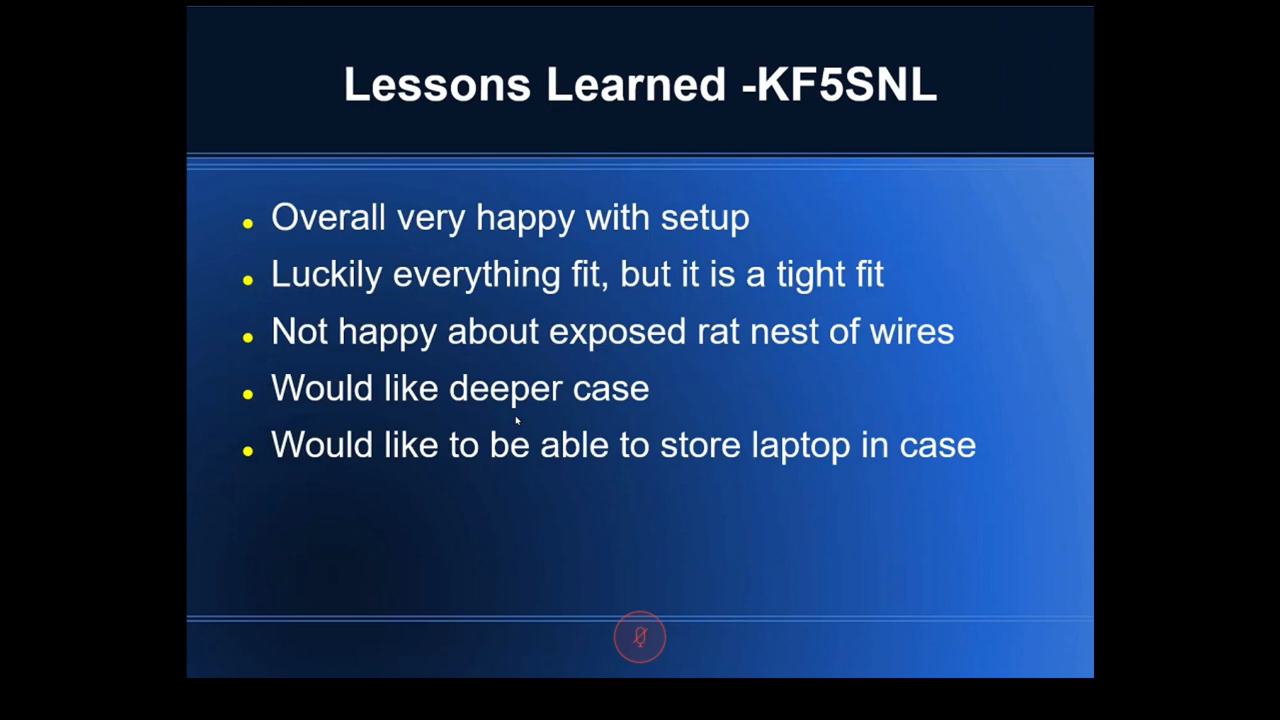 Lessons Learned -KF5SNL
Overall very happy with setup
Luckily everything fit, but it is a tight fit
Not happy about exposed rat nest of wires
Would like deeper case
Would like to be able to store laptop in case